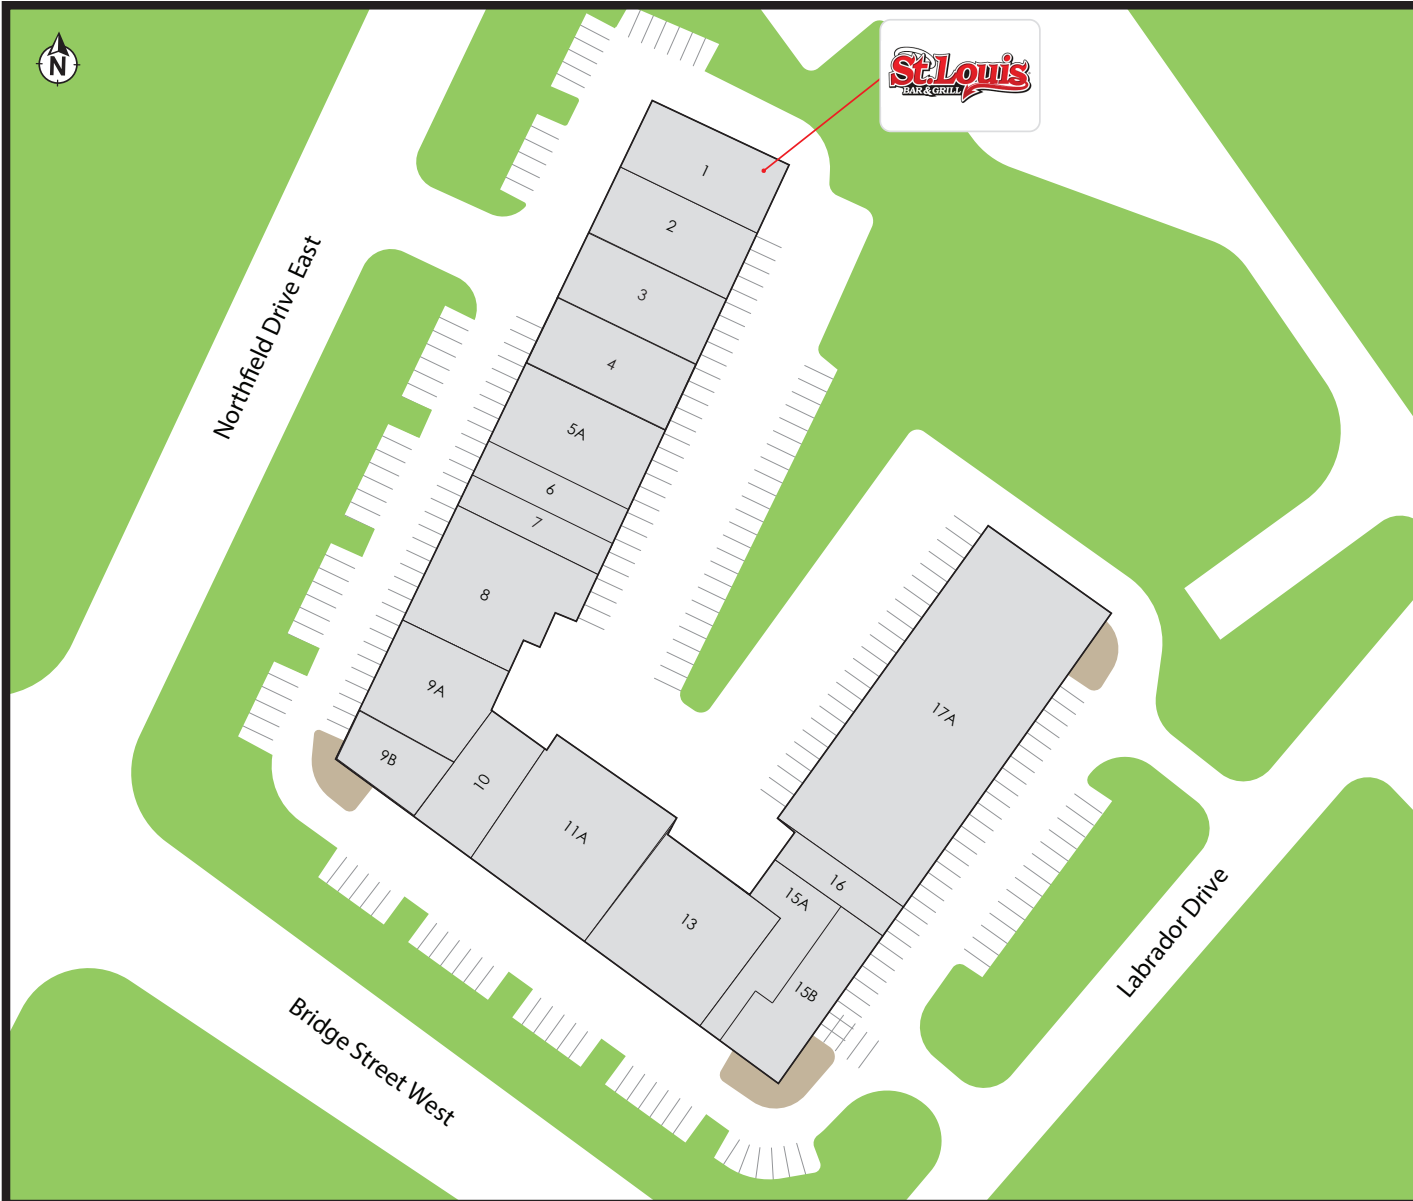 N
St.Louis
BAR & GRILL
1
2
3
4
5A
6
7
8
9A
9B
10
11A
13
15A
15B
16
17A
Northfield Drive East
Bridge Street West
Labrador Drive